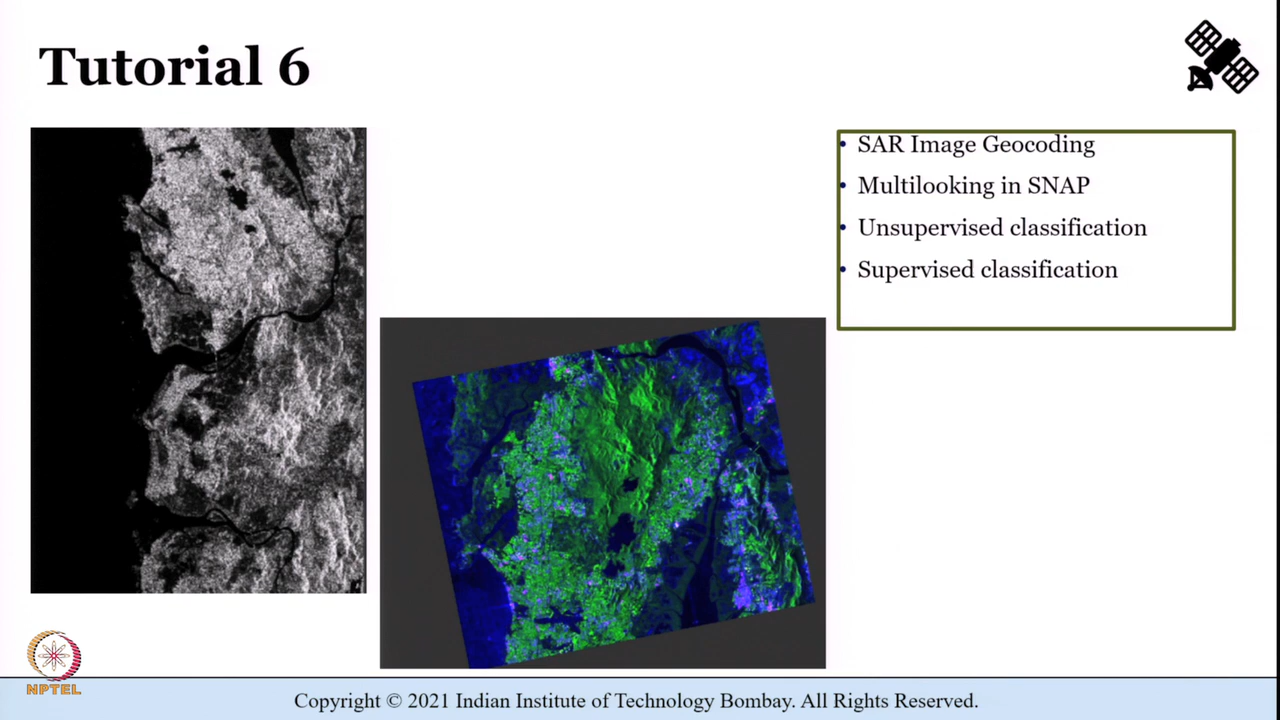 Tutorial 6
• SAR Image Geocoding
• Multilooking in SNAP
• Unsupervised classification
• Supervised classification
NPTEL
Copyright © 2021 Indian Institute of Technology Bombay. All Rights Reserved.